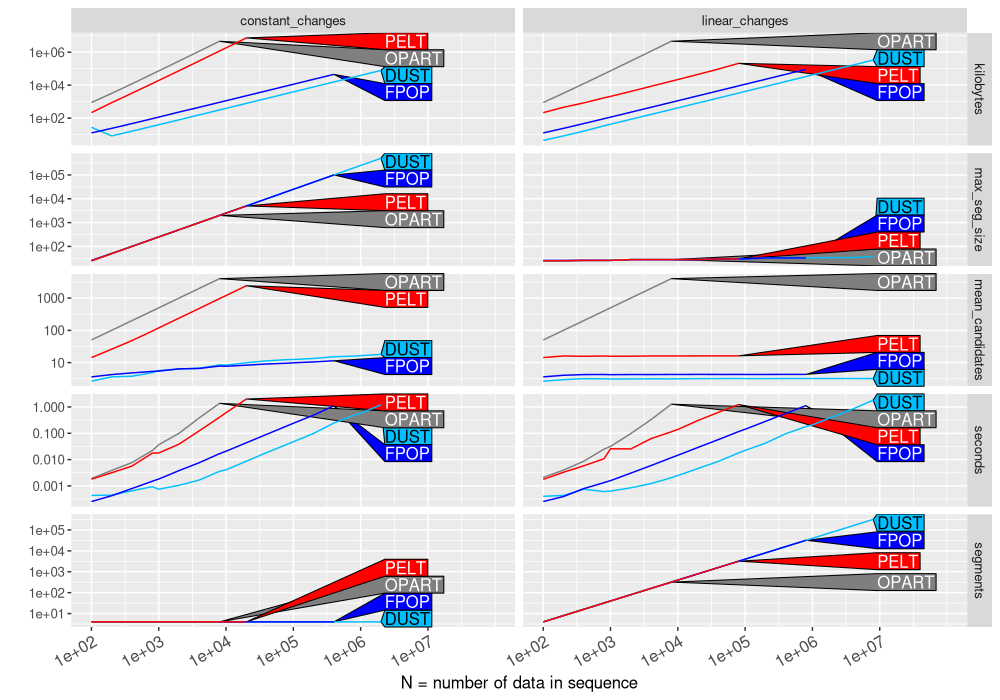 constant_changes
linear_changes
1e+06
1e+04
1e+02
PELT
OPART
DUST
FPOP
OPART
DUST
PELT
FPOP
kilobytes
1e+05
1e+04
1e+03
1e+02
DUST
FPOP
PELT
OPART
DUST
FPOP
PELT
OPART
max_seg_size
1000
100
10
OPART
PELT
DUST
FPOP
OPART
PELT
FPOP
DUST
mean_candidates
1.000
0.100
0.010
0.001
PELT
OPART
DUST
FPOP
DUST
OPART
PELT
FPOP
seconds
1e+05
1e+04
1e+03
1e+02
1e+01
PELT
OPART
FPOP
DUST
DUST
FPOP
PELT
OPART
segments
1e+02 1e+03 1e+04 1e+05 1e+06 1e+07
1e+02 1e+03 1e+04 1e+05 1e+06 1e+07
N = number of data in sequence